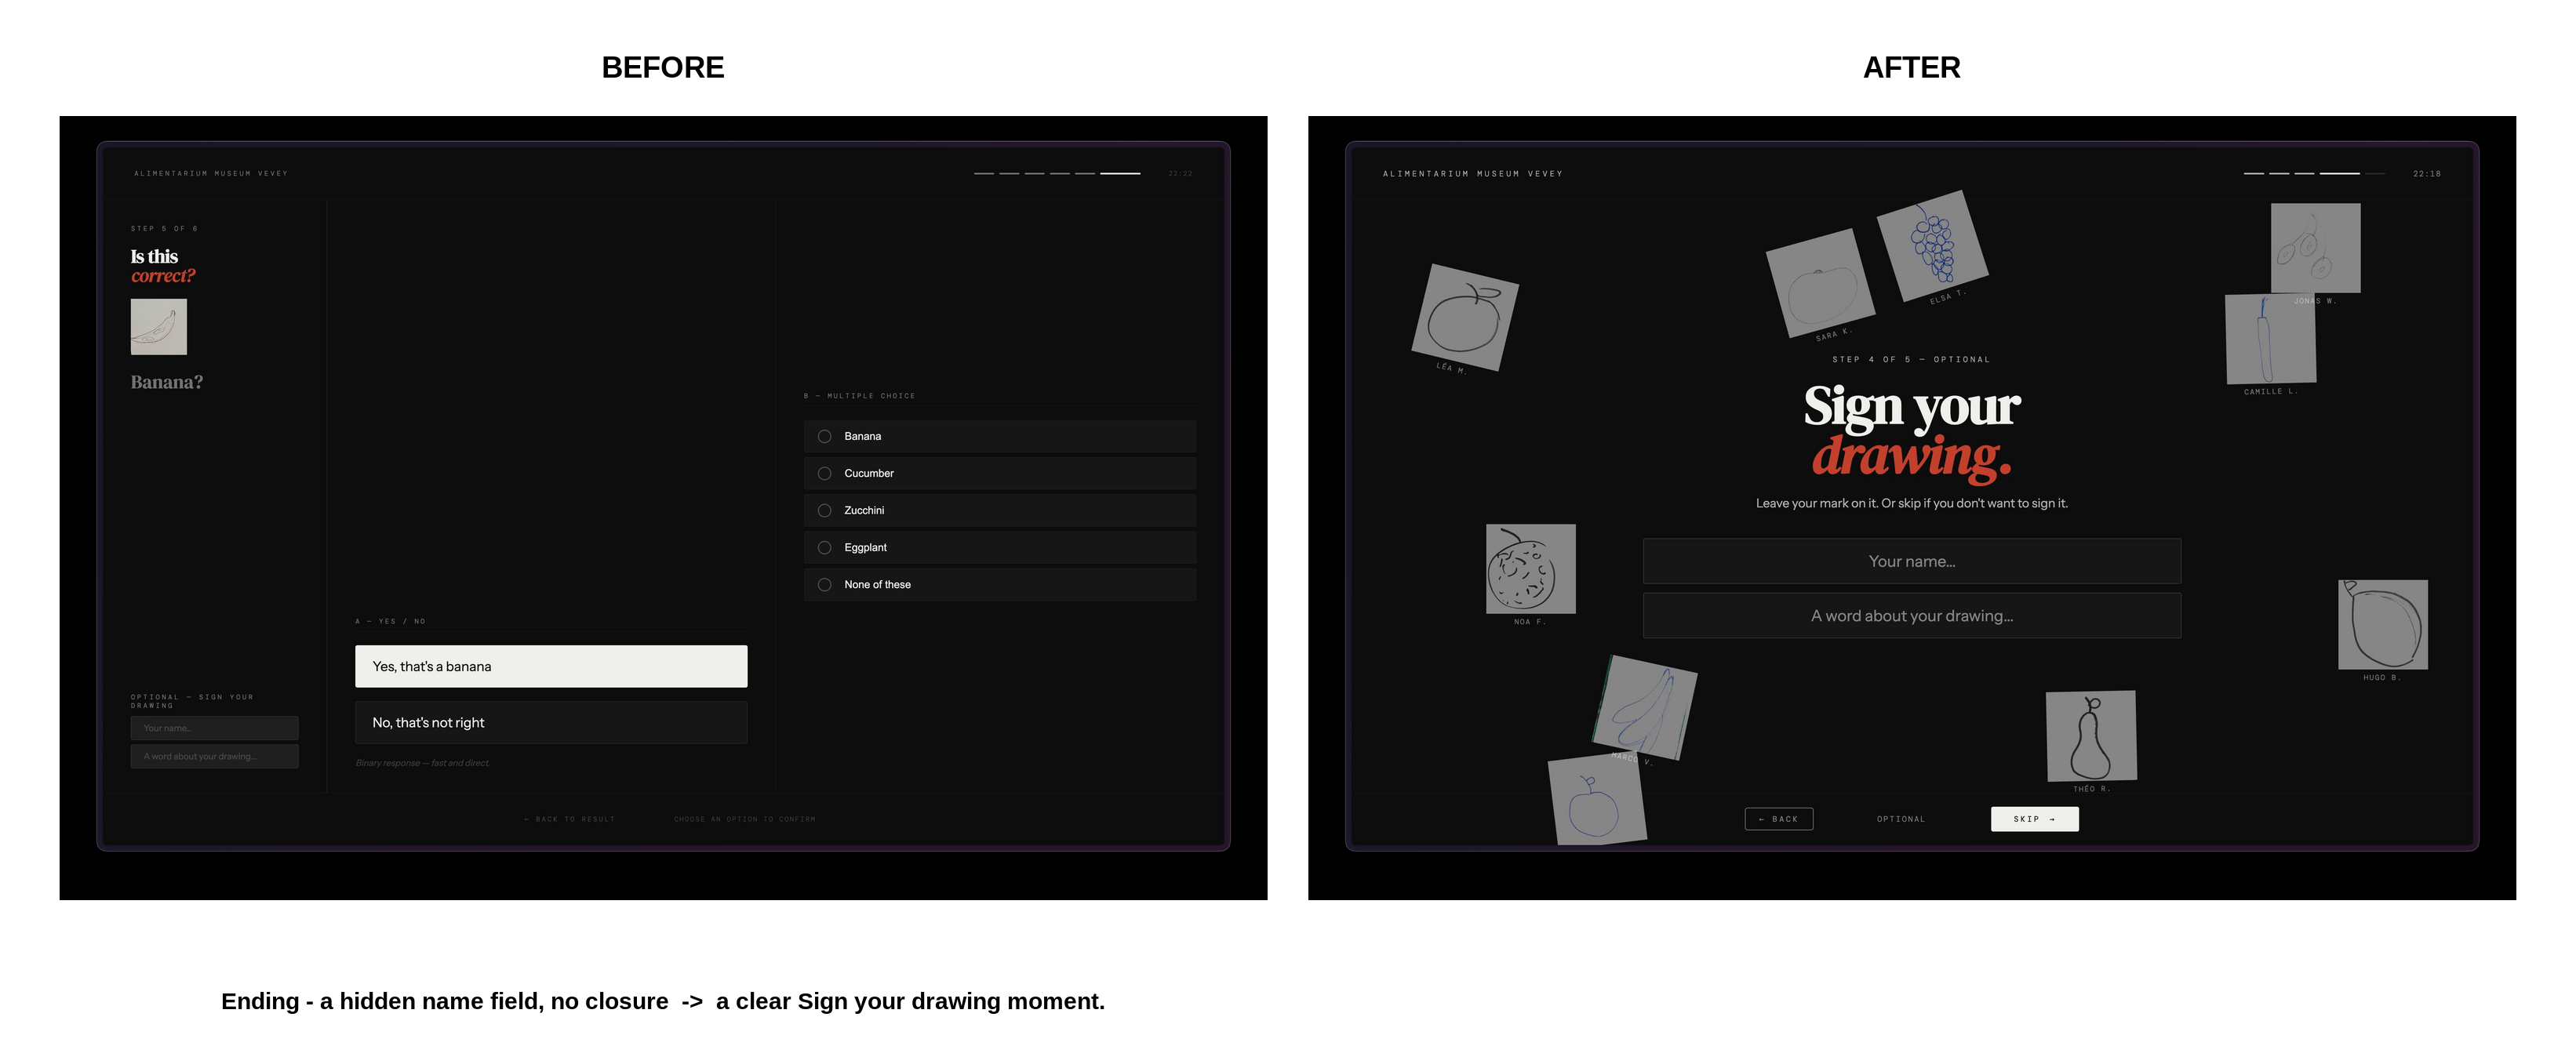 BEFORE
AFTER
ALIMENTARIUM MUSEUM VEVEY
22:22
STEP 5 OF 6
Is this
correct?
Banana?
OPTIONAL — SIGN YOUR
DRAWING
Your name...
A word about your drawing...
A — YES / NO
Yes, that's a banana
No, that's not right
Binary response — fast and direct.
B — MULTIPLE CHOICE
Banana
Cucumber
Zucchini
Eggplant
None of these
← BACK TO RESULT
CHOOSE AN OPTION TO CONFIRM
ALIMENTARIUM MUSEUM VEVEY
22:18
LÉA M.
SARA K.
ELSA T.
JONAS W.
CAMILLE L.
STEP 4 OF 5 — OPTIONAL
Sign your
drawing.
Leave your mark on it. Or skip if you don't want to sign it.
Your name...
A word about your drawing...
NOA F.
HUGO B.
MARCO V.
THÉO R.
← BACK
OPTIONAL
SKIP →
Ending - a hidden name field, no closure -> a clear Sign your drawing moment.